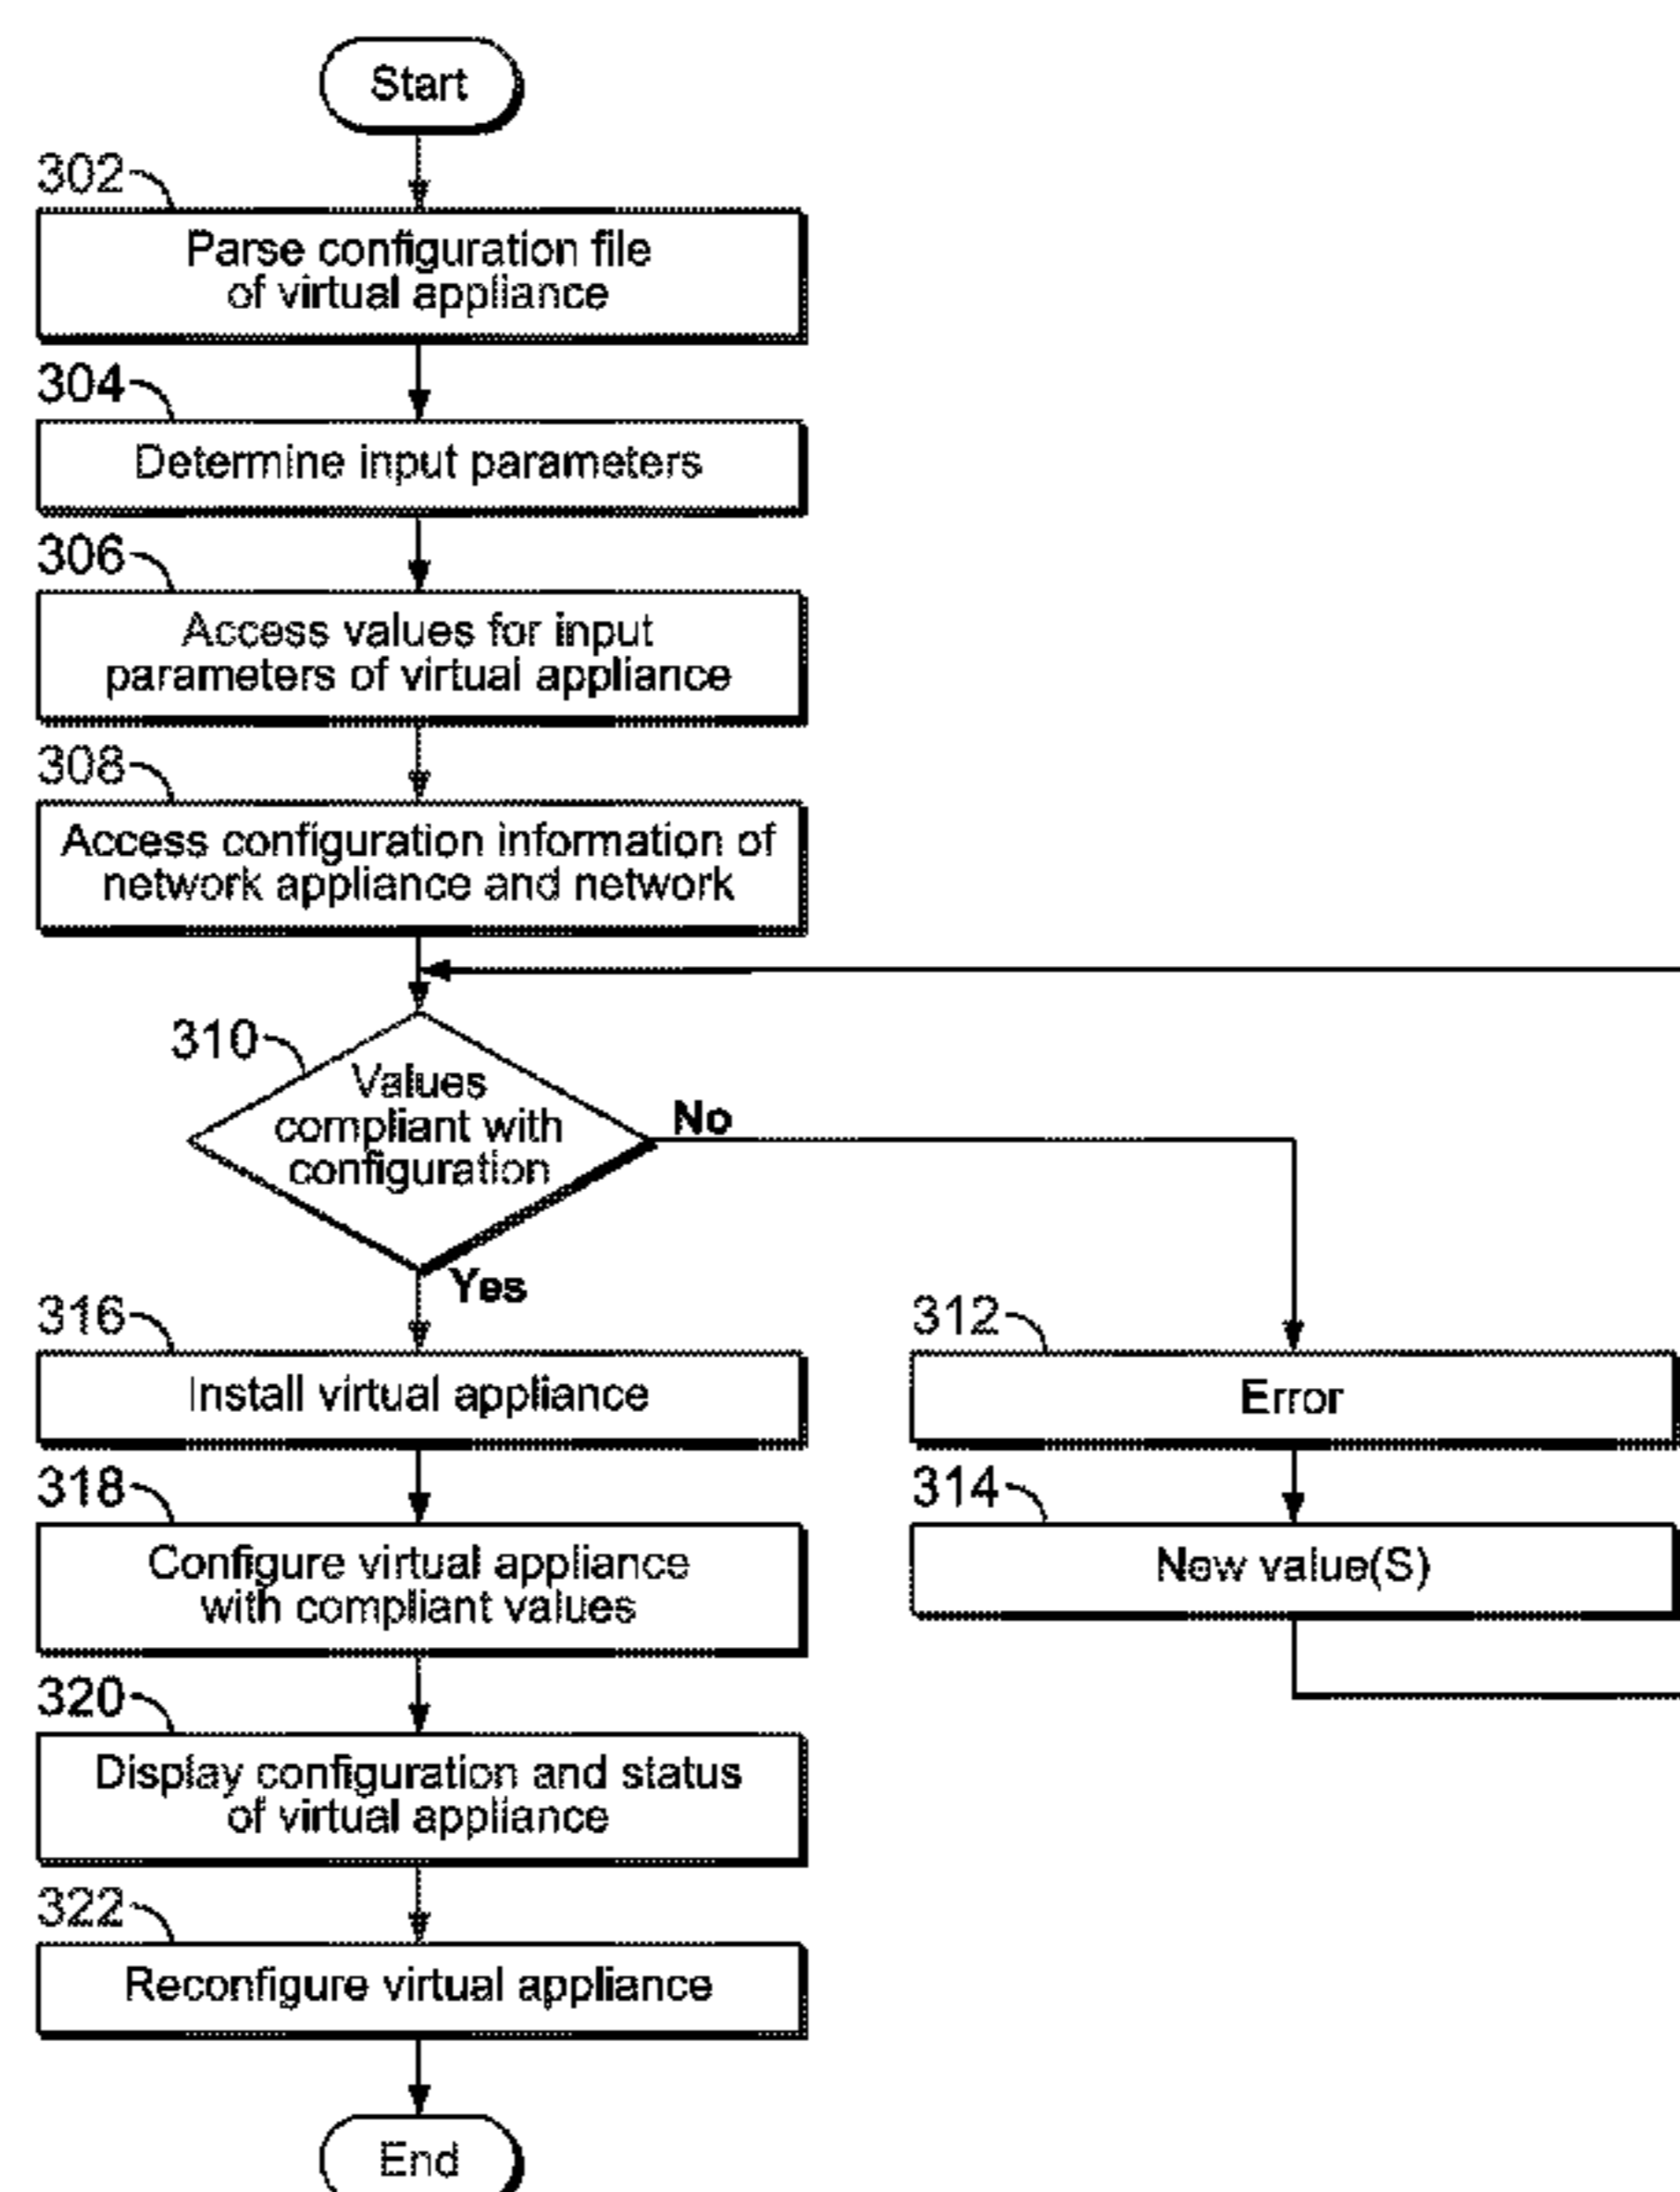 Start
302
Parse configuration file
of virtual appliance
304
Determine input parameters
306
Access values for input
parameters of virtual appliance
308
Access configuration information of
network appliance and network
310
Values
compliant with
configuration
No
Yes
316
Install virtual appliance
312
Error
318
Configure virtual appliance
with compliant values
314
New value(S)
320
Display configuration and status
of virtual appliance
322
Reconfigure virtual appliance
End